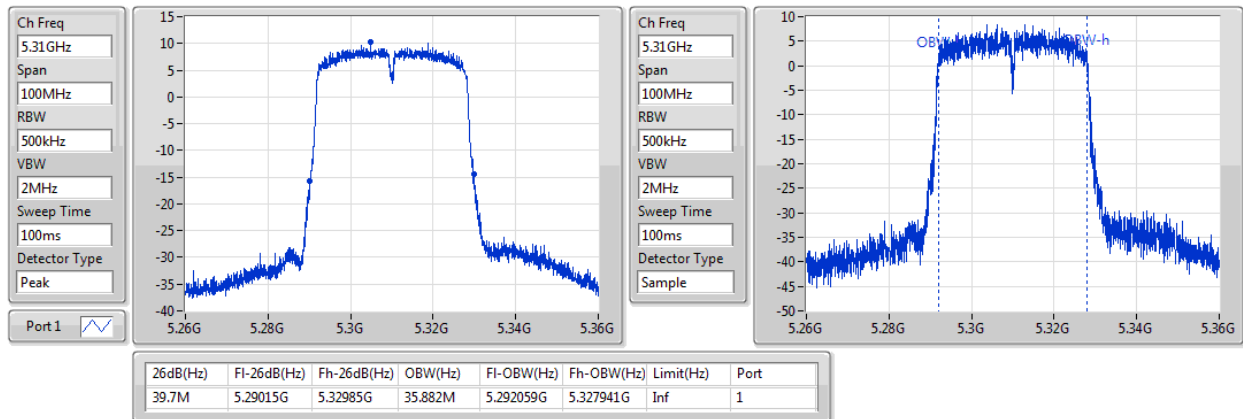 Ch Freq
5.31GHz
Span
100MHz
RBW
500kHz
VBW
2MHz
Sweep Time
100ms
Detector Type
Peak
Port 1
15
10
5
0
-5
-10
-15
-20
-25
-30
-35
-40
5.26G 5.28G 5.3G 5.32G 5.34G 5.36G
Ch Freq
5.31GHz
Span
100MHz
RBW
500kHz
VBW
2MHz
Sweep Time
100ms
Detector Type
Sample
10
5
0
-5
-10
-15
-20
-25
-30
-35
-40
-45
-50
5.26G 5.28G 5.3G 5.32G 5.34G 5.36G
26dB(Hz) Fl-26dB(Hz) Fh-26dB(Hz) OBW(Hz) Fl-OBW(Hz) Fh-OBW(Hz) Limit(Hz) Port
39.7M 5.29015G 5.32985G 35.882M 5.292059G 5.327941G Inf 1